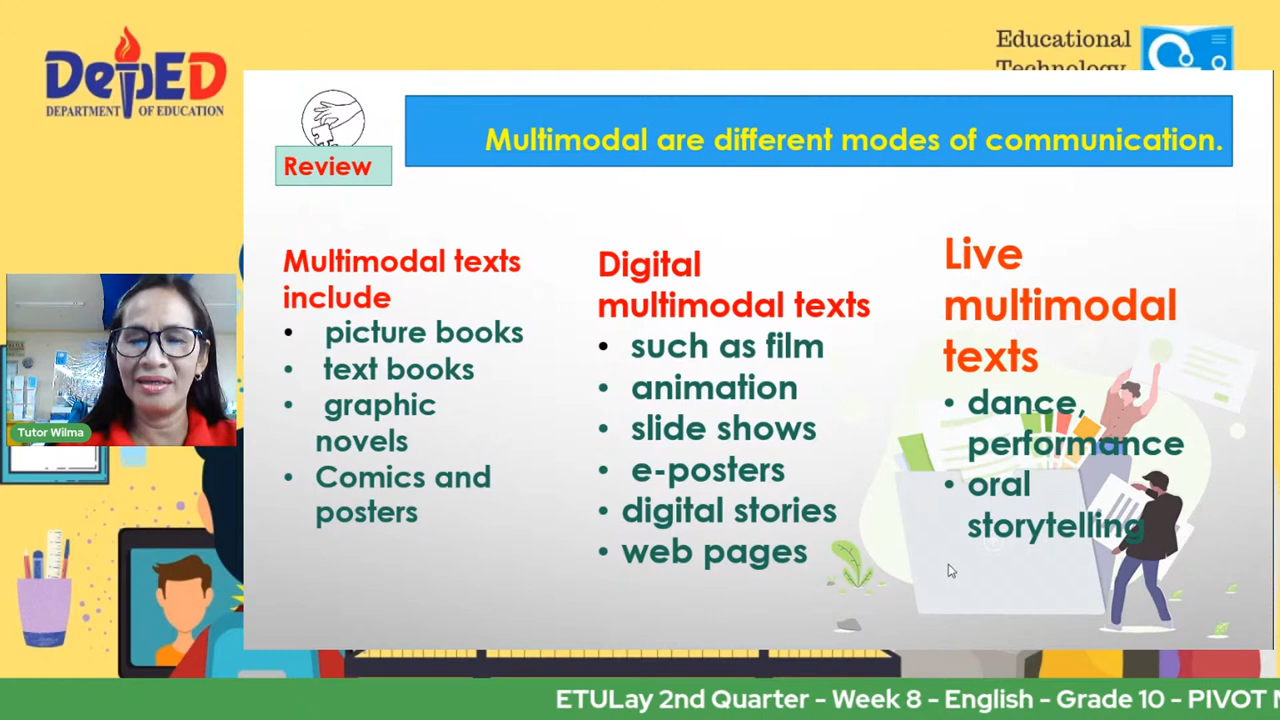 DepED
DEPARTMENT OF EDUCATION
Educational
Technology
Review
Multimodal are different modes of communication.
Multimodal texts
include
• picture books
• text books
• graphic
novels
• Comics and
posters
Digital
multimodal texts
• such as film
• animation
• slide shows
• e-posters
• digital stories
• web pages
Live
multimodal
texts
• dance,
performance
• oral
storytelling
Tutor Wilma
ETULay 2nd Quarter - Week 8 - English - Grade 10 - PIVOT